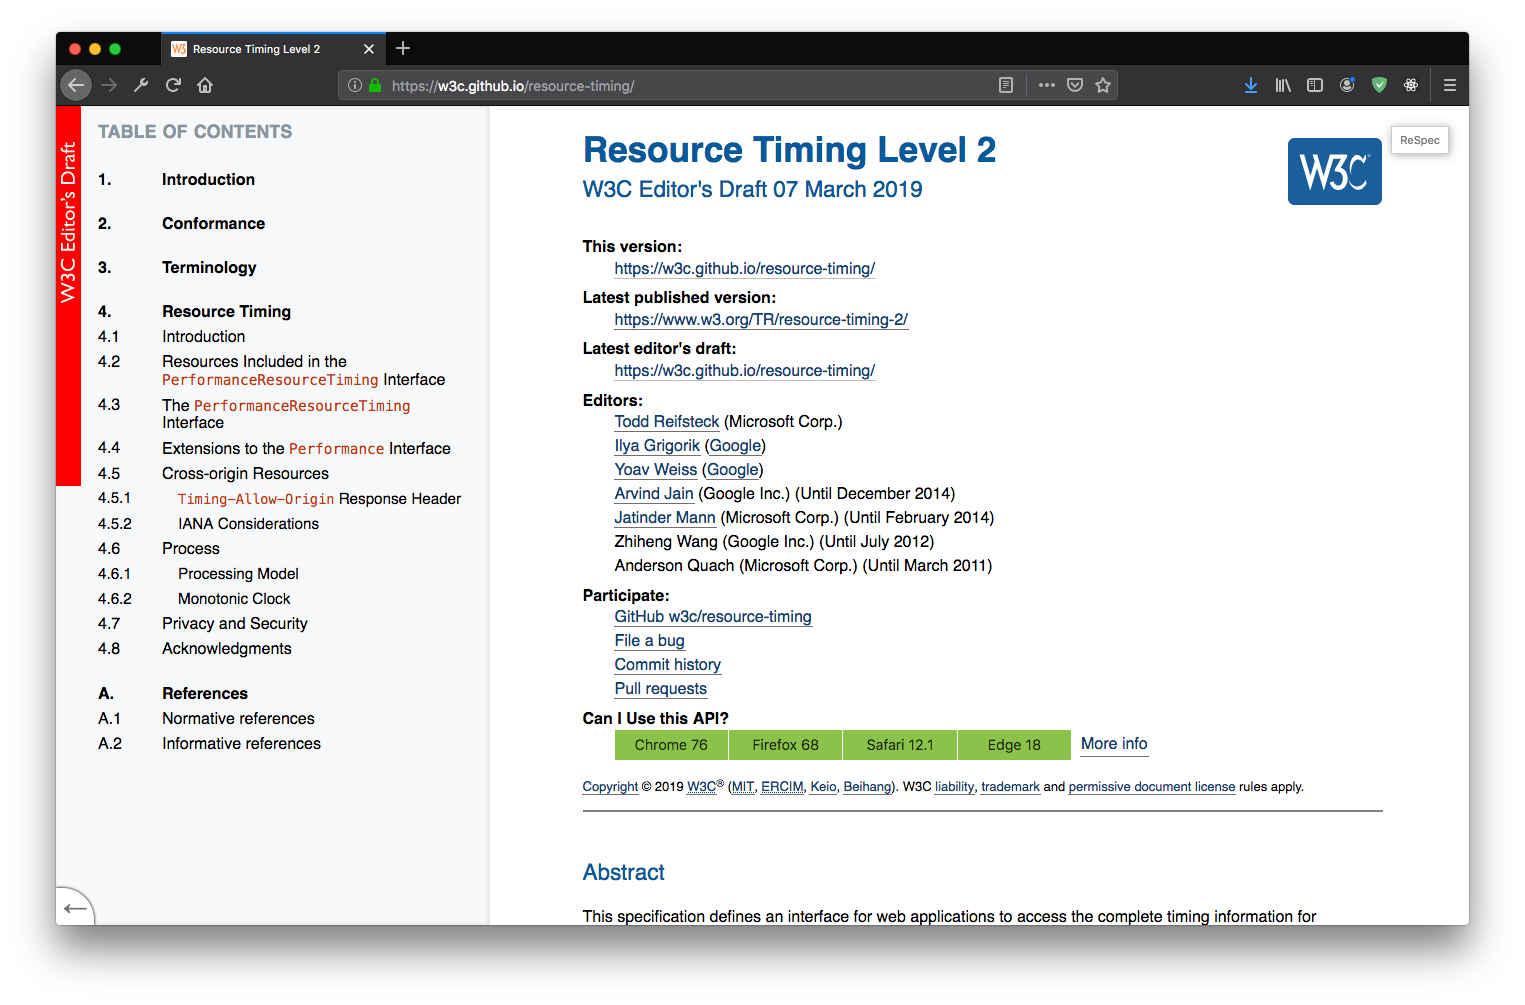 Resource Timing Level 2
https://w3c.github.io/resource-timing/
W3C Editor's Draft
TABLE OF CONTENTS
1. Introduction
2. Conformance
3. Terminology
4. Resource Timing
4.1 Introduction
4.2 Resources Included in the
PerformanceResourceTiming Interface
4.3 The PerformanceResourceTiming
Interface
4.4 Extensions to the Performance Interface
4.5 Cross-origin Resources
4.5.1 Timing-Allow-Origin Response Header
4.5.2 IANA Considerations
4.6 Process
4.6.1 Processing Model
4.6.2 Monotonic Clock
4.7 Privacy and Security
4.8 Acknowledgments
A. References
A.1 Normative references
A.2 Informative references
Resource Timing Level 2
W3C Editor's Draft 07 March 2019
W3C
ReSpec
This version:
https://w3c.github.io/resource-timing/
Latest published version:
https://www.w3.org/TR/resource-timing-2/
Latest editor's draft:
https://w3c.github.io/resource-timing/
Editors:
Todd Reifsteck (Microsoft Corp.)
Ilya Grigorik (Google)
Yoav Weiss (Google)
Arvind Jain (Google Inc.) (Until December 2014)
Jatinder Mann (Microsoft Corp.) (Until February 2014)
Zhiheng Wang (Google Inc.) (Until July 2012)
Anderson Quach (Microsoft Corp.) (Until March 2011)
Participate:
GitHub w3c/resource-timing
File a bug
Commit history
Pull requests
Can I Use this API?
Chrome 76 Firefox 68 Safari 12.1 Edge 18 More info
Copyright © 2019 W3C® (MIT, ERCIM, Keio, Beihang). W3C liability, trademark and permissive document license rules apply.
Abstract
This specification defines an interface for web applications to access the complete timing information for